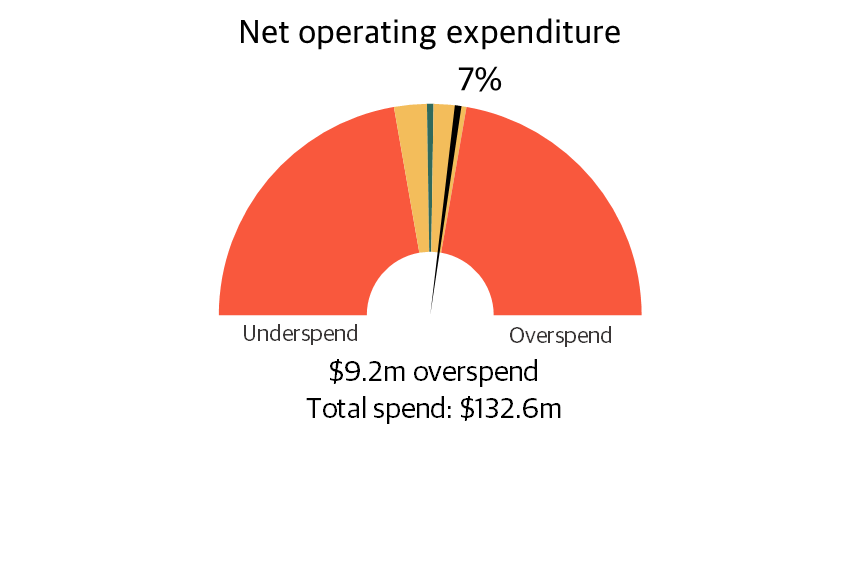 Net operating expenditure
7%
Underspend
Overspend
$9.2m overspend
Total spend: $132.6m